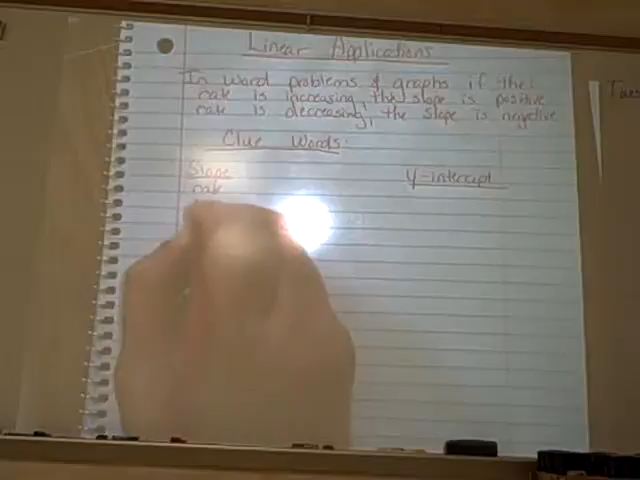 Linear Applications
In word problems & graphs if the
rate is increasing, the slope is positive
rate is decreasing, the slope is negative
Clue Words:
Slope
y-intercept
rate